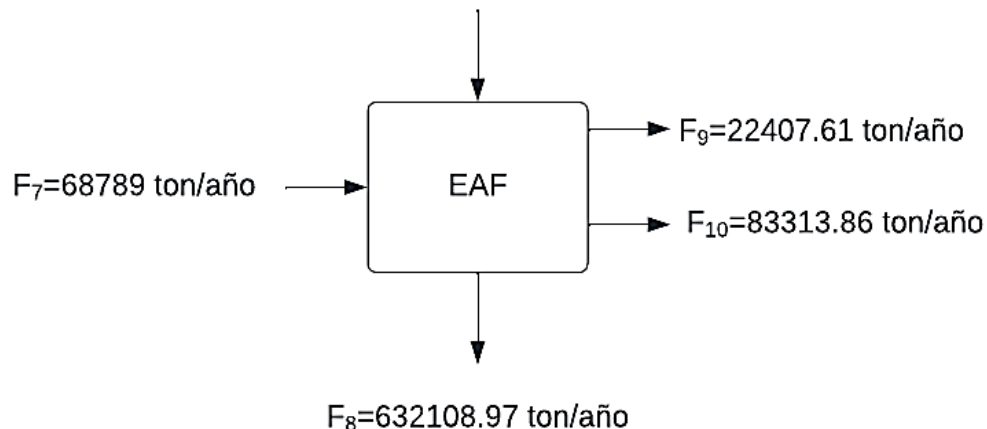 F₉=22407.61 ton/año
F₇=68789 ton/año
EAF
F₁₀=83313.86 ton/año
F₈=632108.97 ton/año